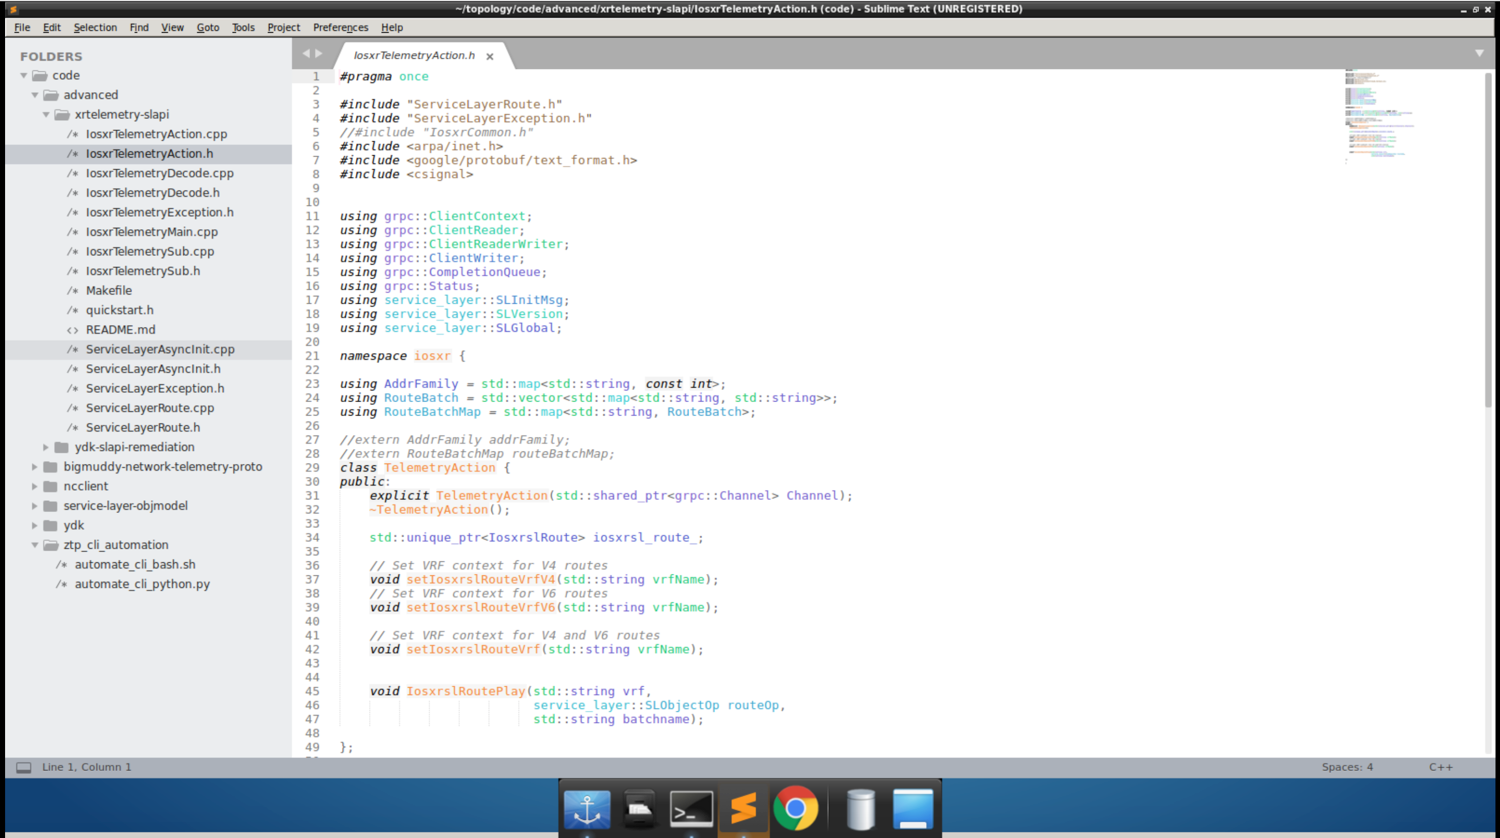 ~/topology/code/advanced/xrtelemetry-slapi/IosxrTelemetryAction.h (code) - Sublime Text (UNREGISTERED)
File Edit Selection Find View Goto Tools Project Preferences Help
FOLDERS
code
advanced
xrtelemetry-slapi
/* IosxrTelemetryAction.cpp
/* IosxrTelemetryAction.h
/* IosxrTelemetryDecode.cpp
/* IosxrTelemetryDecode.h
/* IosxrTelemetryException.h
/* IosxrTelemetryMain.cpp
/* IosxrTelemetrySub.cpp
/* IosxrTelemetrySub.h
/* Makefile
/* quickstart.h
<> README.md
/* ServiceLayerAsyncInit.cpp
/* ServiceLayerAsyncInit.h
/* ServiceLayerException.h
/* ServiceLayerRoute.cpp
/* ServiceLayerRoute.h
ydk-slapi-remediation
bigmuddy-network-telemetry-proto
ncclient
service-layer-objmodel
ydk
ztp_cli_automation
/* automate_cli_bash.sh
/* automate_cli_python.py
IosxrTelemetryAction.h ×
1 #pragma once
2
3 #include "ServiceLayerRoute.h"
4 #include "ServiceLayerException.h"
5 //#include "IosxrCommon.h"
6 #include <arpa/inet.h>
7 #include <google/protobuf/text_format.h>
8 #include <csignal>
9
10
11 using grpc::ClientContext;
12 using grpc::ClientReader;
13 using grpc::ClientReaderWriter;
14 using grpc::ClientWriter;
15 using grpc::CompletionQueue;
16 using grpc::Status;
17 using service_layer::SLInitMsg;
18 using service_layer::SLVersion;
19 using service_layer::SLGlobal;
20
21 namespace iosxr {
22
23 using AddrFamily = std::map<std::string, const int>;
24 using RouteBatch = std::vector<std::map<std::string, std::string>>;
25 using RouteBatchMap = std::map<std::string, RouteBatch>;
26
27 //extern AddrFamily addrFamily;
28 //extern RouteBatchMap routeBatchMap;
29 class TelemetryAction {
30 public:
31 explicit TelemetryAction(std::shared_ptr<grpc::Channel> Channel);
32 ~TelemetryAction();
33
34 std::unique_ptr<IosxrslRoute> iosxrsl_route_;
35
36 // Set VRF context for V4 routes
37 void setIosxrslRouteVrfV4(std::string vrfName);
38 // Set VRF context for V6 routes
39 void setIosxrslRouteVrfV6(std::string vrfName);
40
41 // Set VRF context for V4 and V6 routes
42 void setIosxrslRouteVrf(std::string vrfName);
43
44
45 void IosxrslRoutePlay(std::string vrf,
46 service_layer::SLObjectOp routeOp,
47 std::string batchname);
48
49 };
Line 1, Column 1
Spaces: 4
C++